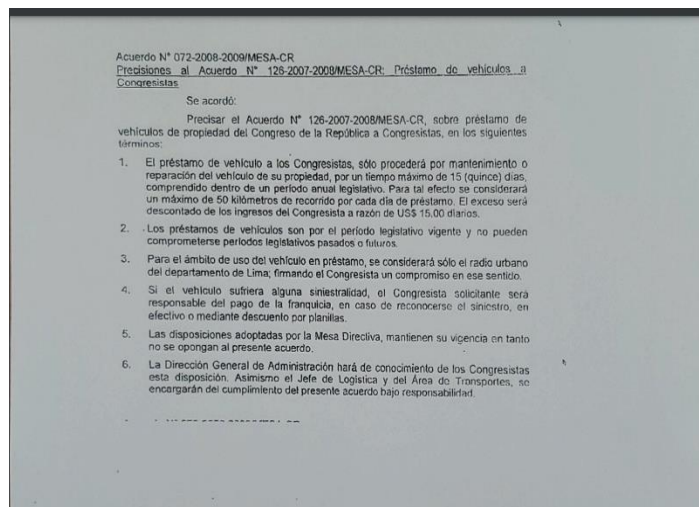 Acuerdo N° 072-2008-2009/MESA-CR
Precisiones al Acuerdo N° 126-2007-2008/MESA-CR: Préstamo de vehículos a
Congresistas
Se acordó:
Precisar el Acuerdo N° 126-2007-2008/MESA-CR, sobre préstamo de
vehículos de propiedad del Congreso de la República a Congresistas, en los siguientes
términos:
1. El préstamo de vehículo a los Congresistas, sólo procederá por mantenimiento o
reparación del vehículo de su propiedad, por un tiempo máximo de 15 (quince) días,
comprendido dentro de un período anual legislativo. Para tal efecto se considerará
un máximo de 50 kilómetros de recorrido por cada día de préstamo. El exceso será
descontado de los ingresos del Congresista a razón de US$ 15.00 diarios.
2. Los préstamos de vehículos son por el período legislativo vigente y no pueden
comprometerse períodos legislativos pasados o futuros.
3. Para el ámbito de uso del vehículo en préstamo, se considerará sólo el radio urbano
del departamento de Lima; firmando el Congresista un compromiso en ese sentido.
4. Si el vehículo sufriera alguna siniestralidad, el Congresista solicitante será
responsable del pago de la franquicia, en caso de reconocerse el siniestro, en
efectivo o mediante descuento por planillas.
5. Las disposiciones adoptadas por la Mesa Directiva, mantienen su vigencia en tanto
no se opongan al presente acuerdo.
6. La Dirección General de Administración hará de conocimiento de los Congresistas
esta disposición. Asimismo el Jefe de Logística y del Área de Transportes, se
encargarán del cumplimiento del presente acuerdo bajo responsabilidad.